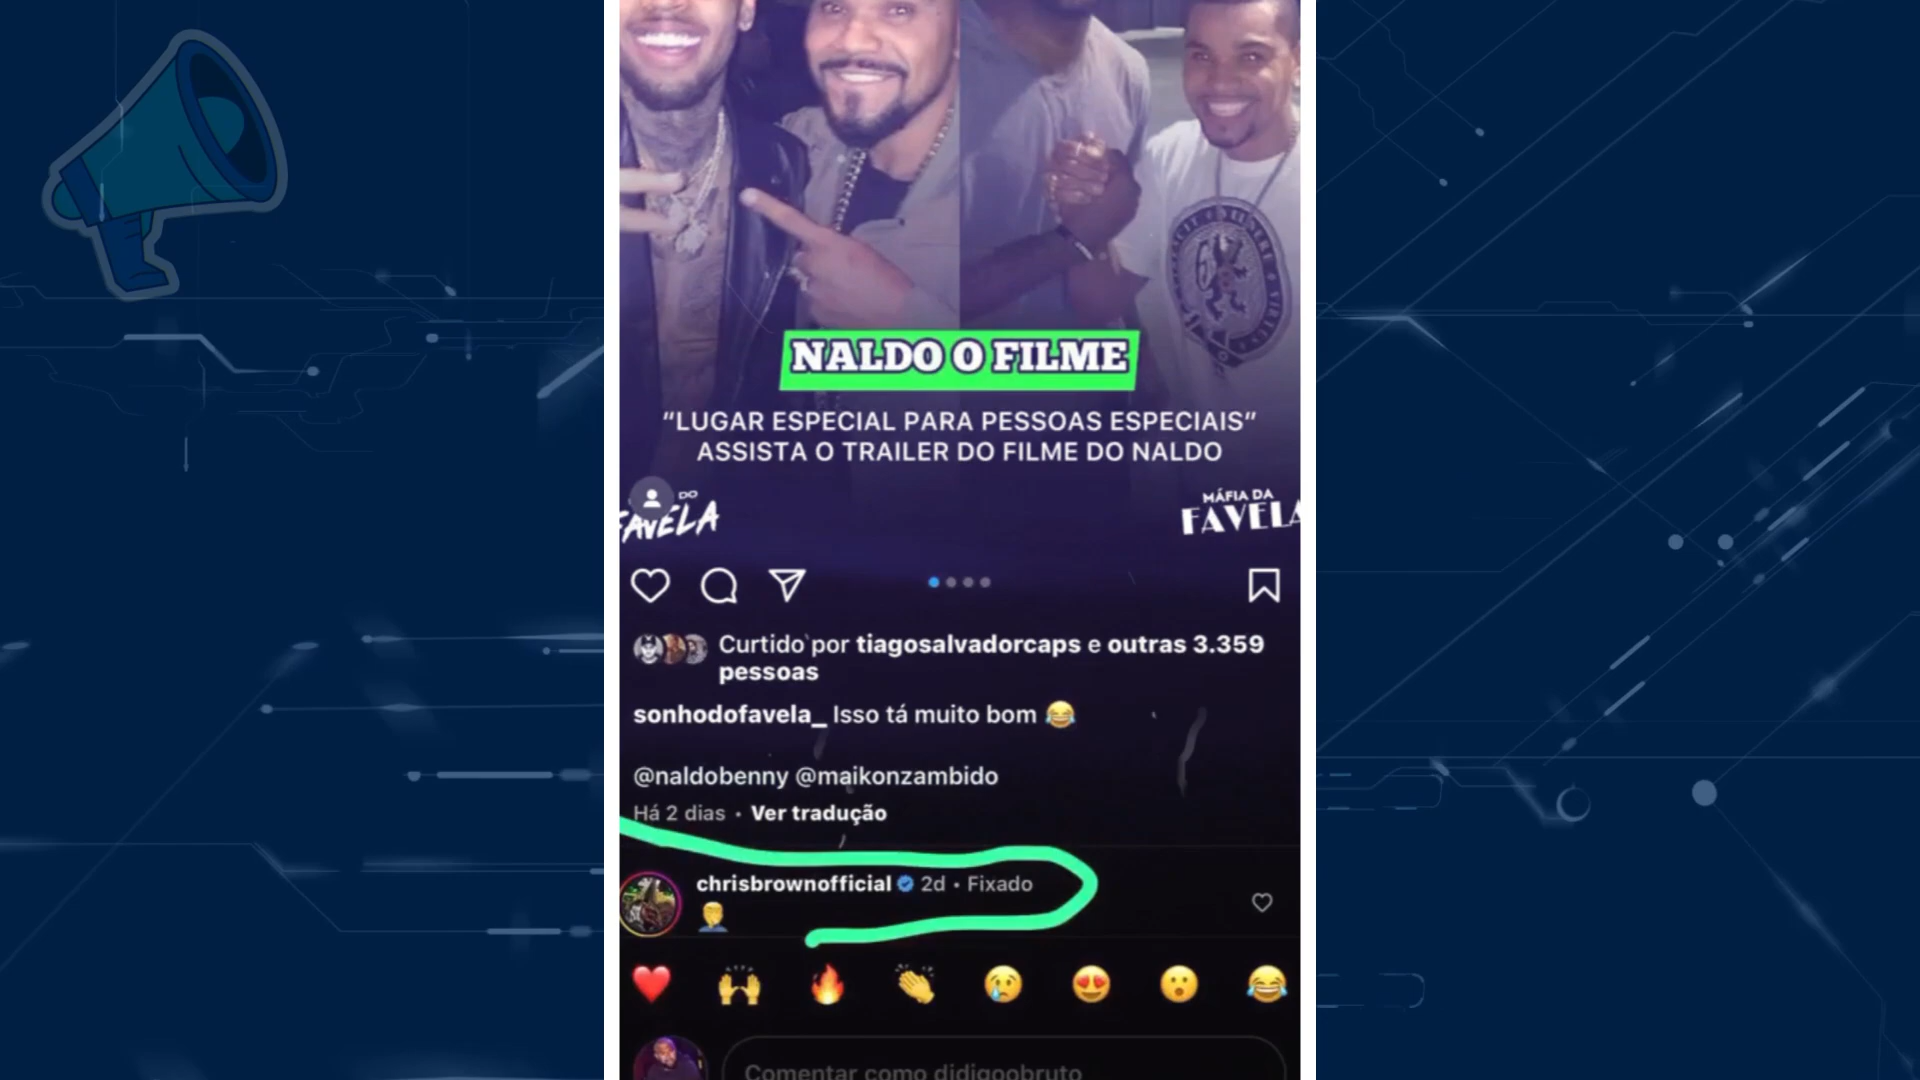 NALDO O FILME
“LUGAR ESPECIAL PARA PESSOAS ESPECIAIS”
ASSISTA O TRAILER DO FILME DO NALDO
DO
FAVELA
MÁFIA DA
FAVELA
Curtido por tiagosalvadorcaps e outras 3.359
pessoas
sonhodofavela_ Isso tá muito bom 😂
@naldobenny @maikonzambido
Há 2 dias • Ver tradução
chrisbrownofficial 2d • Fixado
🤦‍♂️
❤️ 🙌 🔥 👏 😢 😍 😮 😂
Comentar como didigoobruto